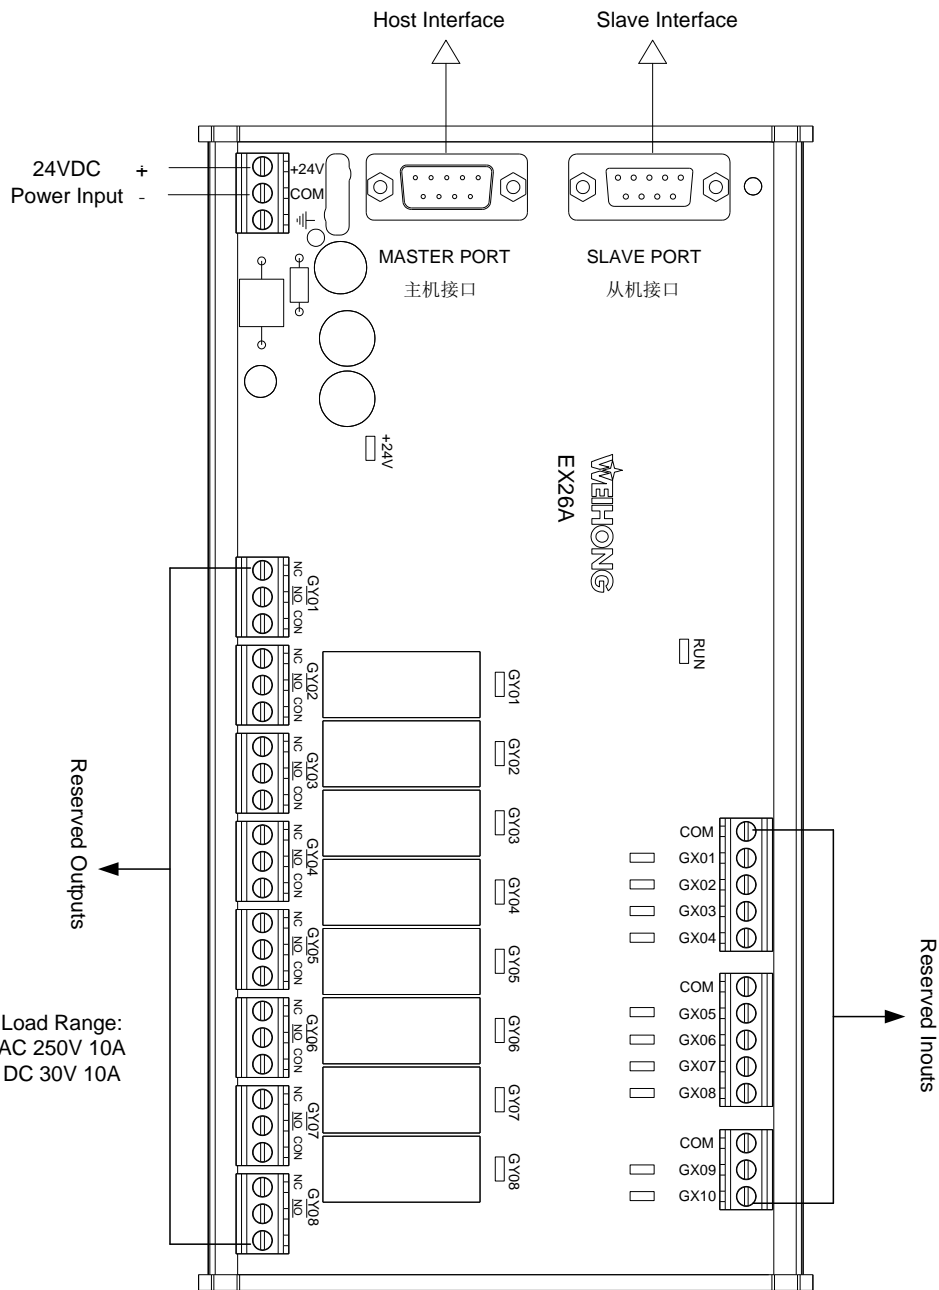 Host Interface
Slave Interface
24VDC +
Power Input -
+24V
COM
MASTER PORT
主机接口
SLAVE PORT
从机接口
+24V
WEIHONG
EX26A
RUN
NC NO CON GY01
NC NO CON GY02
NC NO CON GY03
NC NO CON GY04
NC NO CON GY05
NC NO CON GY06
NC NO CON GY07
NC NO GY08
GY01
GY02
GY03
GY04
GY05
GY06
GY07
GY08
Reserved Outputs
Load Range:
AC 250V 10A
DC 30V 10A
COM
GX01
GX02
GX03
GX04
COM
GX05
GX06
GX07
GX08
COM
GX09
GX10
Reserved Inouts